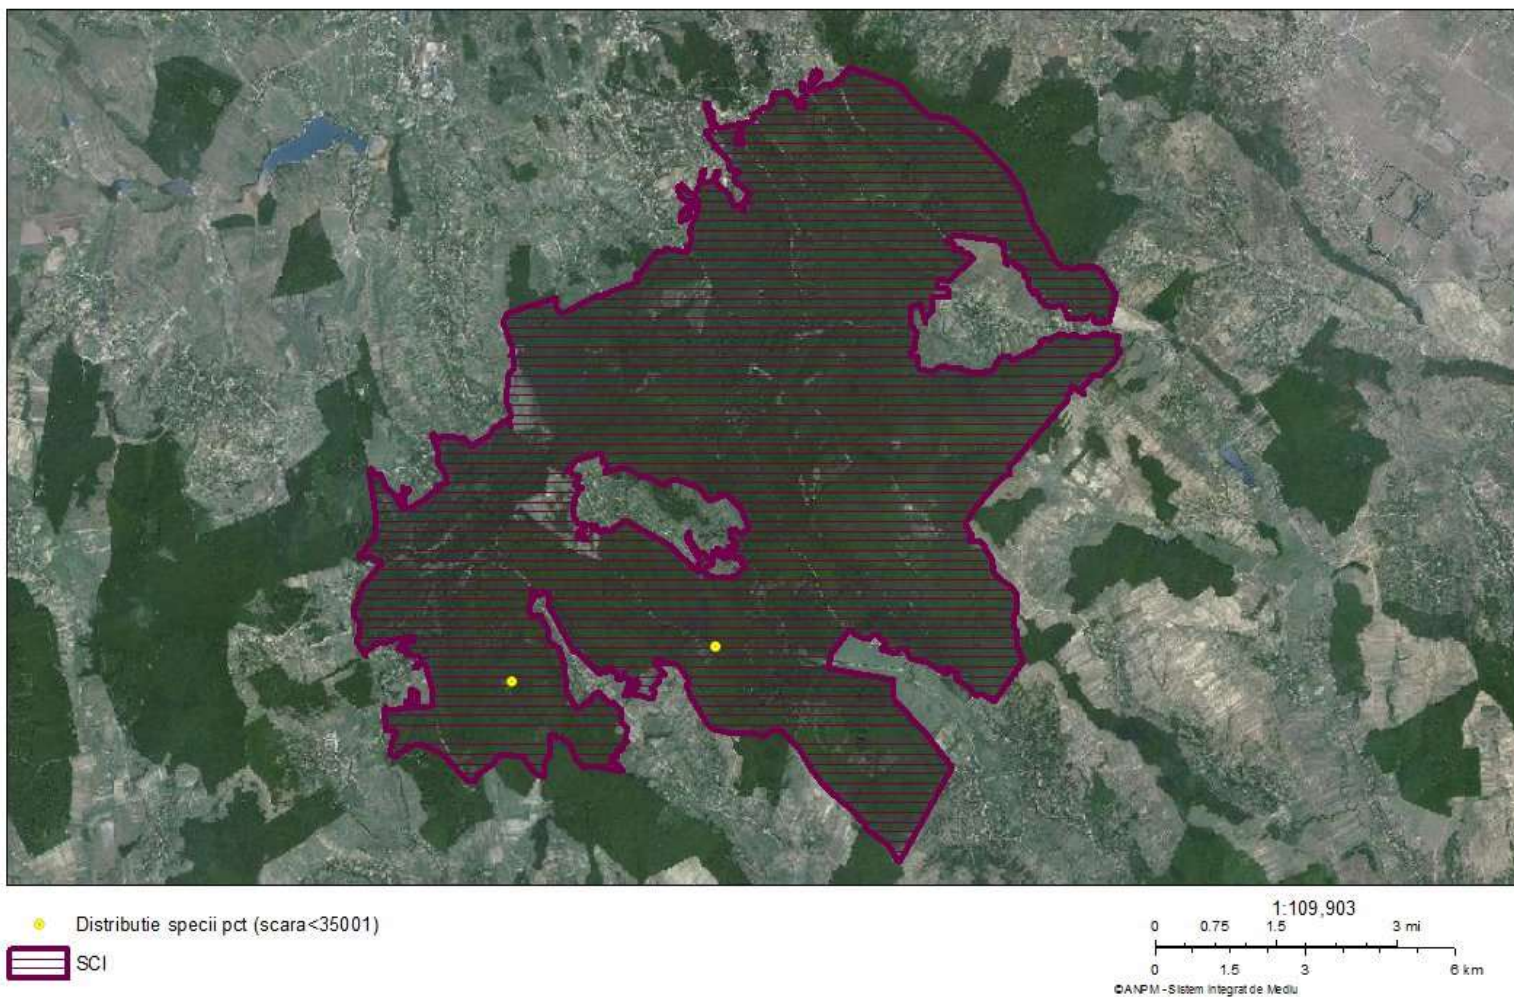 Distributie specii pct (scara<35001)
SCI
1:109,903
0 0.75 1.5 3 mi
0 1.5 3 6 km
©ANPM - Sistem Integrat de Mediu